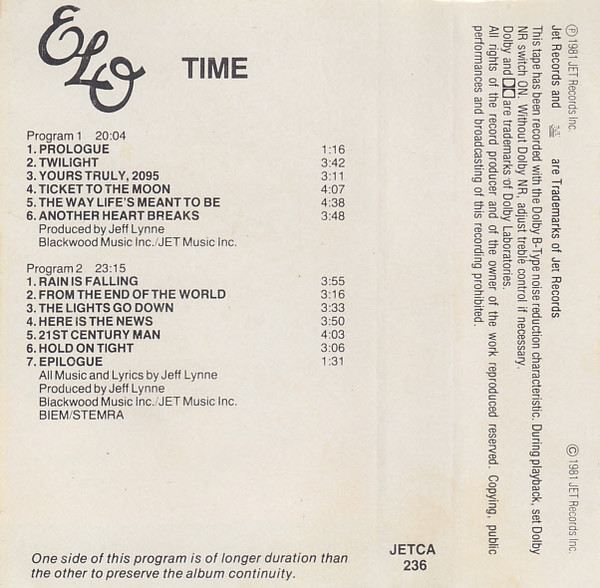 ELO
TIME
Program 1 20:04
1. PROLOGUE 1:16
2. TWILIGHT 3:42
3. YOURS TRULY, 2095 3:11
4. TICKET TO THE MOON 4:07
5. THE WAY LIFE'S MEANT TO BE 4:38
6. ANOTHER HEART BREAKS 3:48
Produced by Jeff Lynne
Blackwood Music Inc./JET Music Inc.
Program 2 23:15
1. RAIN IS FALLING 3:55
2. FROM THE END OF THE WORLD 3:16
3. THE LIGHTS GO DOWN 3:33
4. HERE IS THE NEWS 3:50
5. 21ST CENTURY MAN 4:03
6. HOLD ON TIGHT 3:06
7. EPILOGUE 1:31
All Music and Lyrics by Jeff Lynne
Produced by Jeff Lynne
Blackwood Music Inc./JET Music Inc.
BIEM/STEMRA
One side of this program is of longer duration than
the other to preserve the album continuity.
JETCA
236
℗ 1981 JET Records Inc. © 1981 JET Records Inc.
Jet Records and are Trademarks of Jet Records
This tape has been recorded with the Dolby B-Type noise reduction characteristic. During playback, set Dolby
NR switch ON. Without Dolby NR, adjust treble control if necessary.
Dolby and are trademarks of Dolby Laboratories.
All rights of the record producer and of the owner of the work reproduced reserved. Copying, public
performances and broadcasting of this recording prohibited.